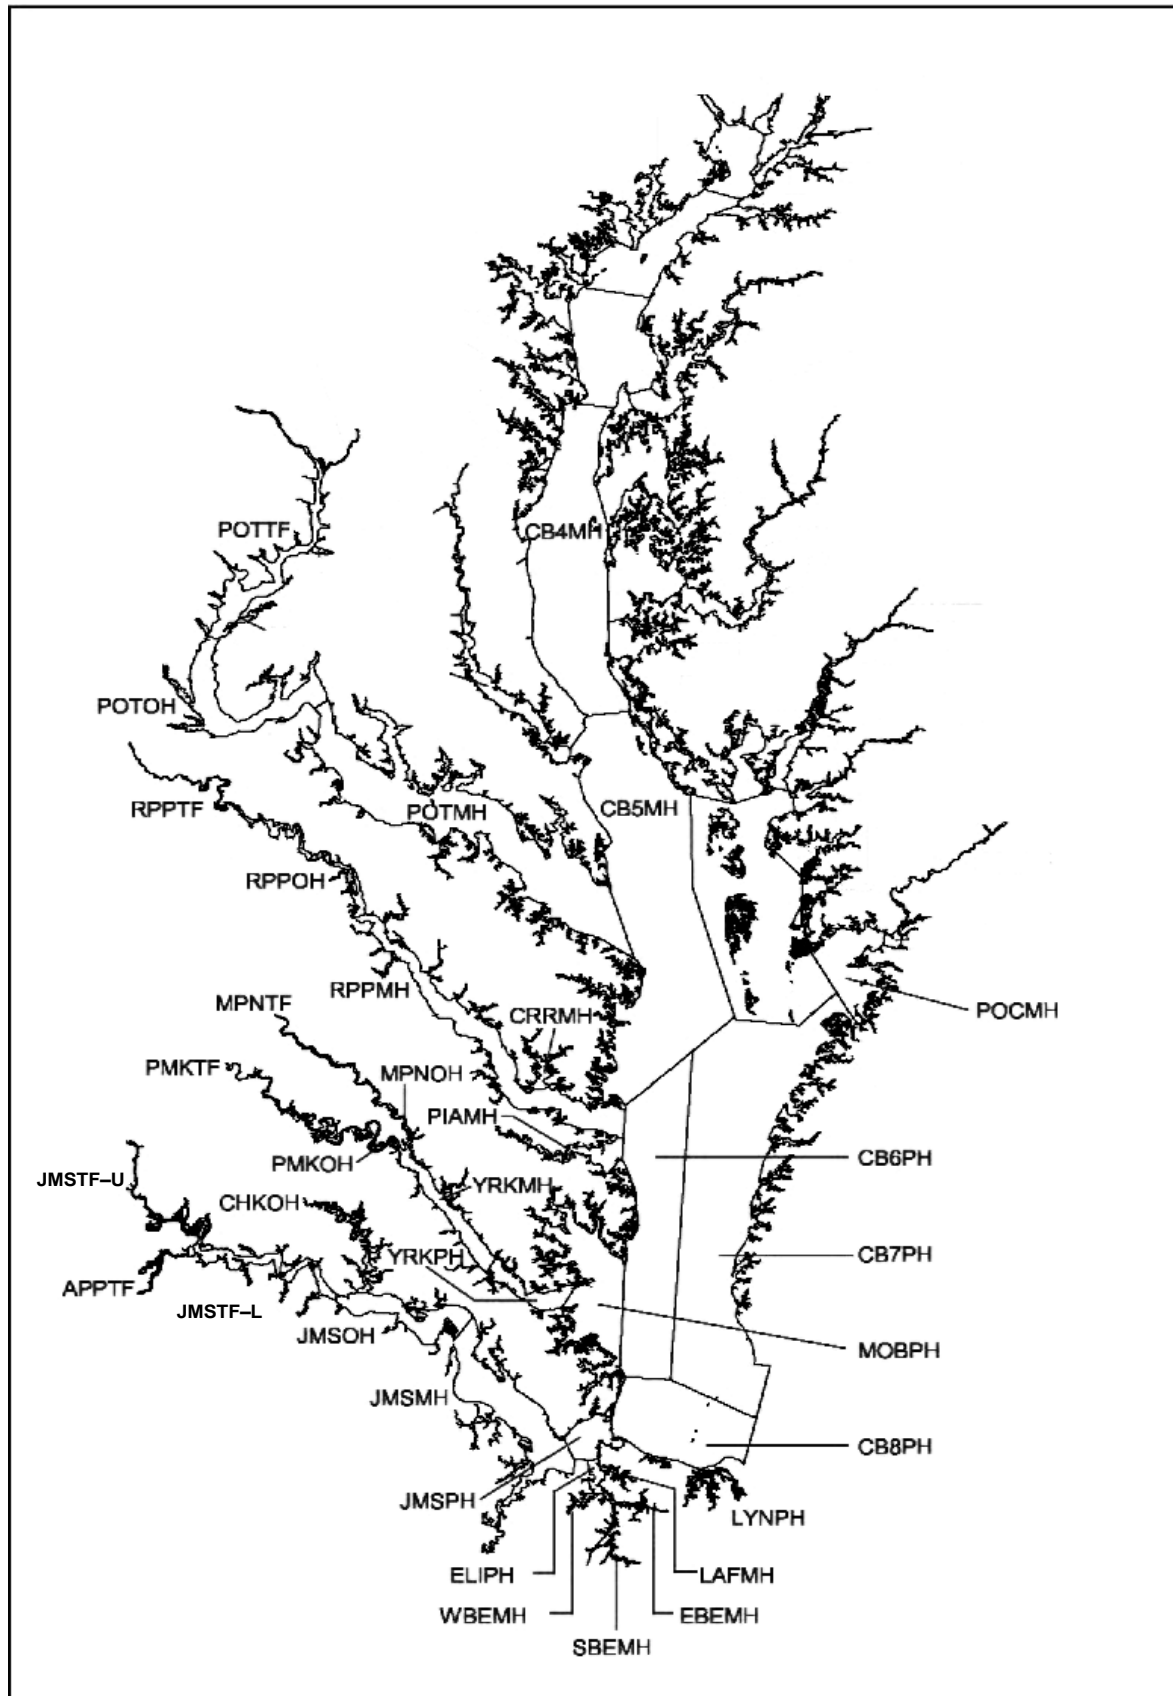 CB4MH
POTTF
POTOH
CB5MH
RPPTF
POTMH
RPPOH
RPPMH
MPNTF
CRRMH
POCMH
PMKTF
MPNOH
PIAMH
PMKOH
CB6PH
JMSTF–U
YRKMH
CHKOH
YRKPH
CB7PH
APPTF
JMSTF–L
JMSOH
MOBPH
JMSMH
CB8PH
JMSPH
LYNPH
ELIPH
LAFMH
WBEMH
EBEMH
SBEMH